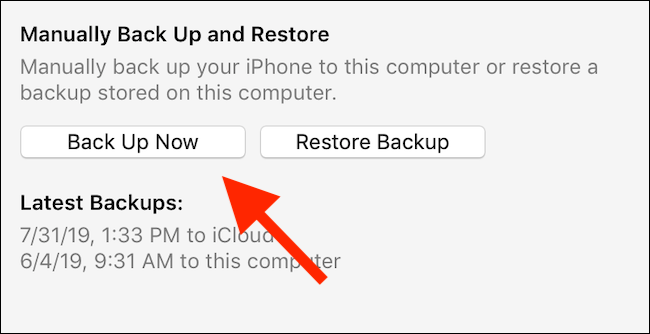 Manually Back Up and Restore
Manually back up your iPhone to this computer or restore a
backup stored on this computer.
Back Up Now Restore Backup
Latest Backups:
7/31/19, 1:33 PM to iCloud
6/4/19, 9:31 AM to this computer